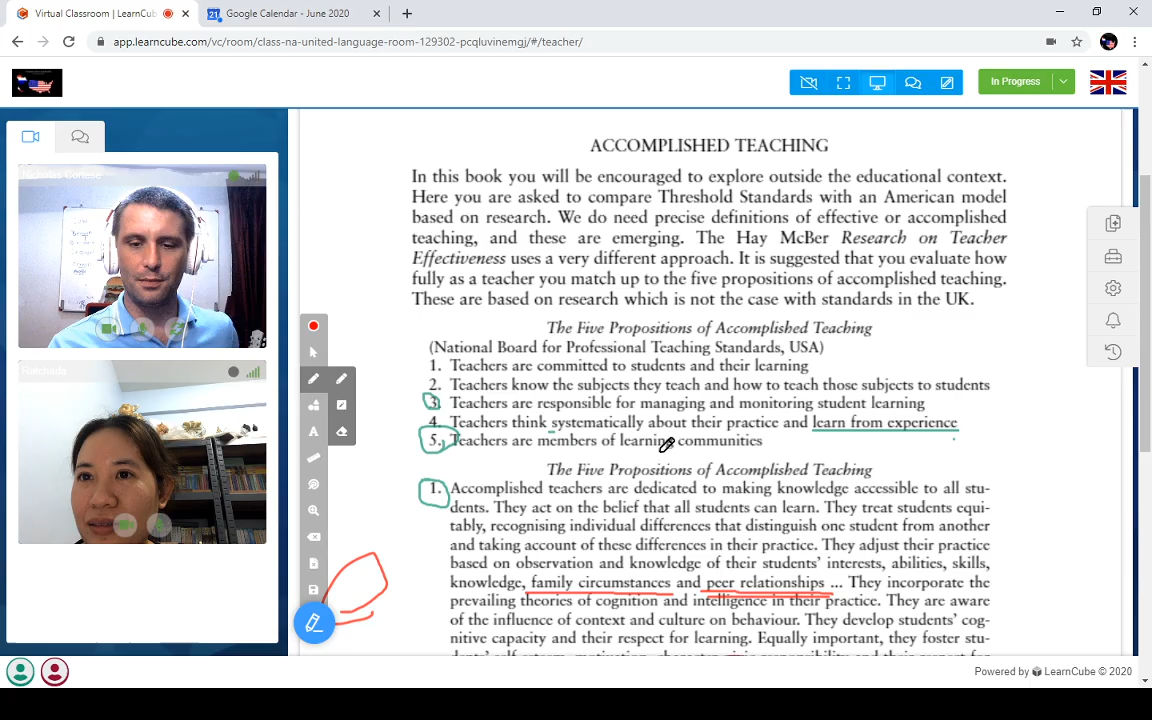 Virtual Classroom | LearnCube
Google Calendar - June 2020
app.learncube.com/vc/room/class-na-united-language-room-129302-pcqluvinemgj/#/teacher/
In Progress
Nicholas Cortese
Ratchada
ACCOMPLISHED TEACHING
In this book you will be encouraged to explore outside the educational context.
Here you are asked to compare Threshold Standards with an American model
based on research. We do need precise definitions of effective or accomplished
teaching, and these are emerging. The Hay McBer Research on Teacher
Effectiveness uses a very different approach. It is suggested that you evaluate how
fully as a teacher you match up to the five propositions of accomplished teaching.
These are based on research which is not the case with standards in the UK.
The Five Propositions of Accomplished Teaching
(National Board for Professional Teaching Standards, USA)
1. Teachers are committed to students and their learning
2. Teachers know the subjects they teach and how to teach those subjects to students
3. Teachers are responsible for managing and monitoring student learning
4. Teachers think systematically about their practice and learn from experience
5. Teachers are members of learning communities
The Five Propositions of Accomplished Teaching
1. Accomplished teachers are dedicated to making knowledge accessible to all stu-
dents. They act on the belief that all students can learn. They treat students equi-
tably, recognising individual differences that distinguish one student from another
and taking account of these differences in their practice. They adjust their practice
based on observation and knowledge of their students' interests, abilities, skills,
knowledge, family circumstances and peer relationships ... They incorporate the
prevailing theories of cognition and intelligence in their practice. They are aware
of the influence of context and culture on behaviour. They develop students' cog-
nitive capacity and their respect for learning. Equally important, they foster stu-
Powered by LearnCube © 2020